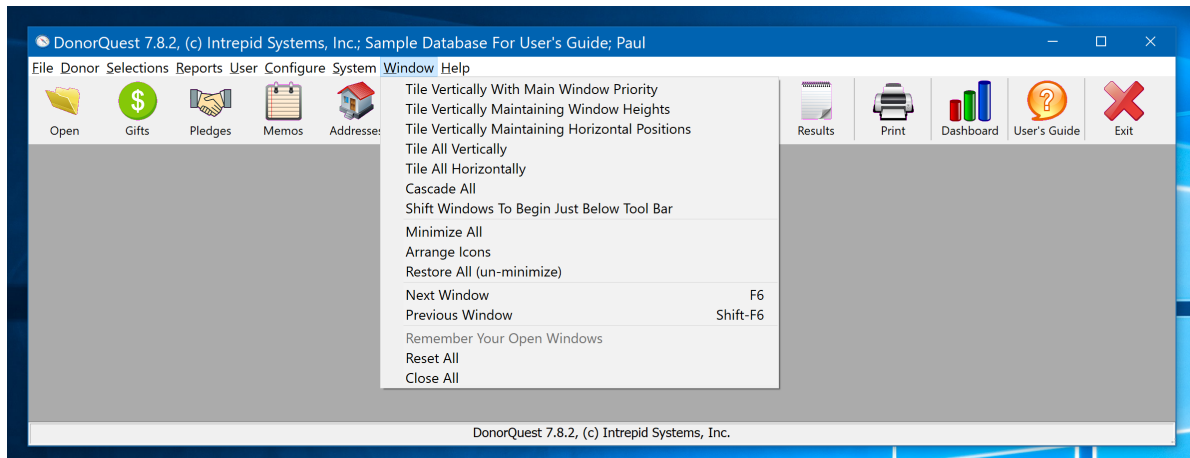 DonorQuest 7.8.2, (c) Intrepid Systems, Inc.; Sample Database For User's Guide; Paul
File Donor Selections Reports User Configure System Window Help
Open Gifts Pledges Memos Addresses Results Print Dashboard User's Guide Exit
Tile Vertically With Main Window Priority
Tile Vertically Maintaining Window Heights
Tile Vertically Maintaining Horizontal Positions
Tile All Vertically
Tile All Horizontally
Cascade All
Shift Windows To Begin Just Below Tool Bar
Minimize All
Arrange Icons
Restore All (un-minimize)
Next Window F6
Previous Window Shift-F6
Remember Your Open Windows
Reset All
Close All
DonorQuest 7.8.2, (c) Intrepid Systems, Inc.